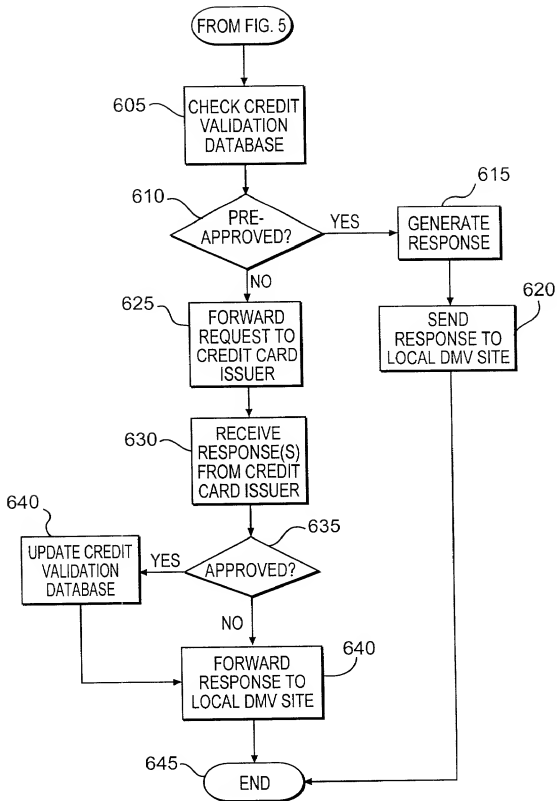 FROM FIG. 5
605
CHECK CREDIT
VALIDATION
DATABASE
610
PRE-
APPROVED?
YES
615
GENERATE
RESPONSE
NO
620
SEND
RESPONSE TO
LOCAL DMV SITE
625
FORWARD
REQUEST TO
CREDIT CARD
ISSUER
630
RECEIVE
RESPONSE(S)
FROM CREDIT
CARD ISSUER
635
APPROVED?
YES
640
UPDATE CREDIT
VALIDATION
DATABASE
NO
640
FORWARD
RESPONSE TO
LOCAL DMV SITE
645
END